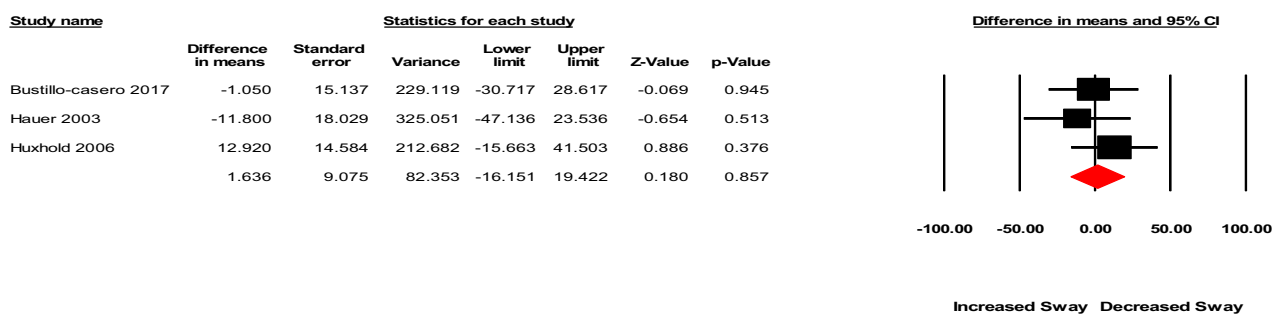 Study name Statistics for each study Difference in means and 95% CI
Difference in means Standard error Variance Lower limit Upper limit Z-Value p-Value
Bustillo-casero 2017 -1.050 15.137 229.119 -30.717 28.617 -0.069 0.945
Hauer 2003 -11.800 18.029 325.051 -47.136 23.536 -0.654 0.513
Huxhold 2006 12.920 14.584 212.682 -15.663 41.503 0.886 0.376
1.636 9.075 82.353 -16.151 19.422 0.180 0.857
-100.00 -50.00 0.00 50.00 100.00
Increased Sway Decreased Sway